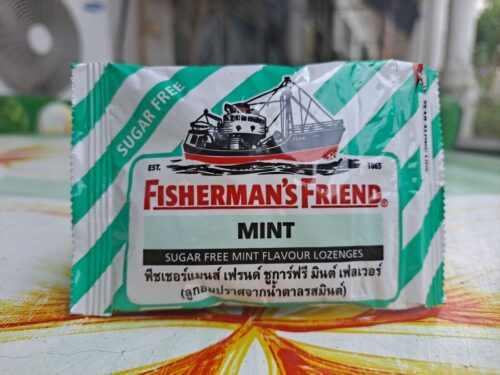 SUGAR FREE
EST. 1865
FISHERMAN'S FRIEND®
MINT
SUGAR FREE MINT FLAVOUR LOZENGES
ฟิชเชอร์แมนส์ เฟรนด์ ชูการ์ฟรี มินต์ เฟลเวอร์
(ลูกอมปราศจากน้ำตาลรสมินต์)